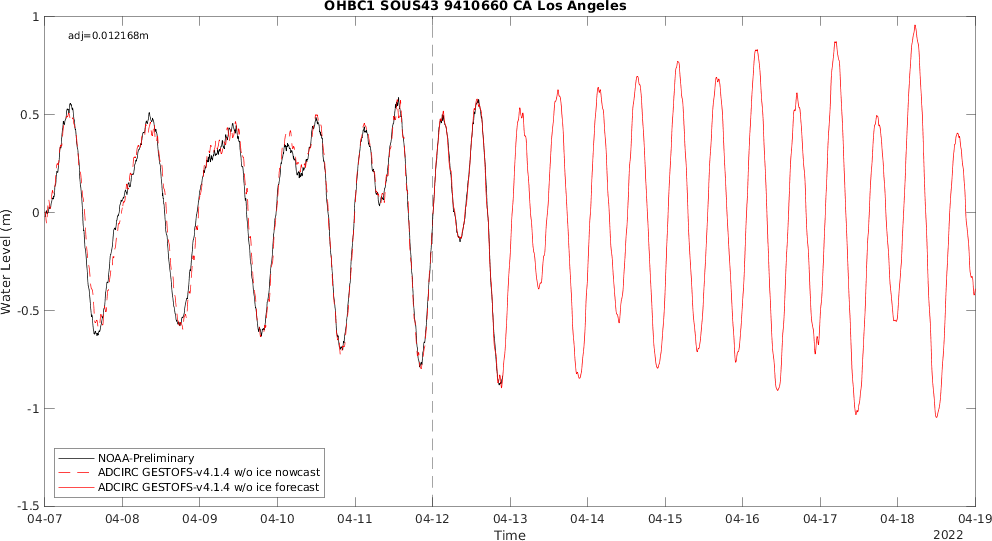 OHBC1 SOUS43 9410660 CA Los Angeles
adj=0.012168m
Water Level (m)
1
0.5
0
-0.5
-1
-1.5
NOAA-Preliminary
ADCIRC GESTOFS-v4.1.4 w/o ice nowcast
ADCIRC GESTOFS-v4.1.4 w/o ice forecast
04-07 04-08 04-09 04-10 04-11 04-12 04-13 04-14 04-15 04-16 04-17 04-18 04-19
Time
2022